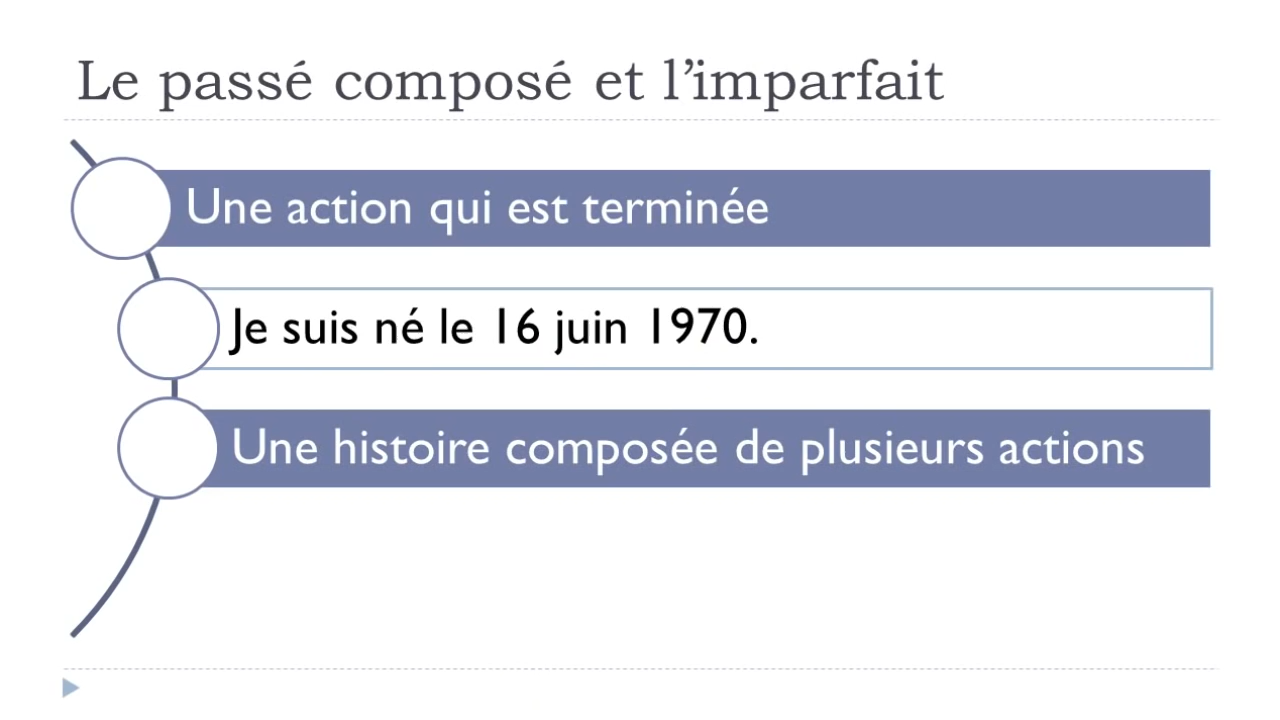 Le passé composé et l’imparfait
Une action qui est terminée
Je suis né le 16 juin 1970.
Une histoire composée de plusieurs actions